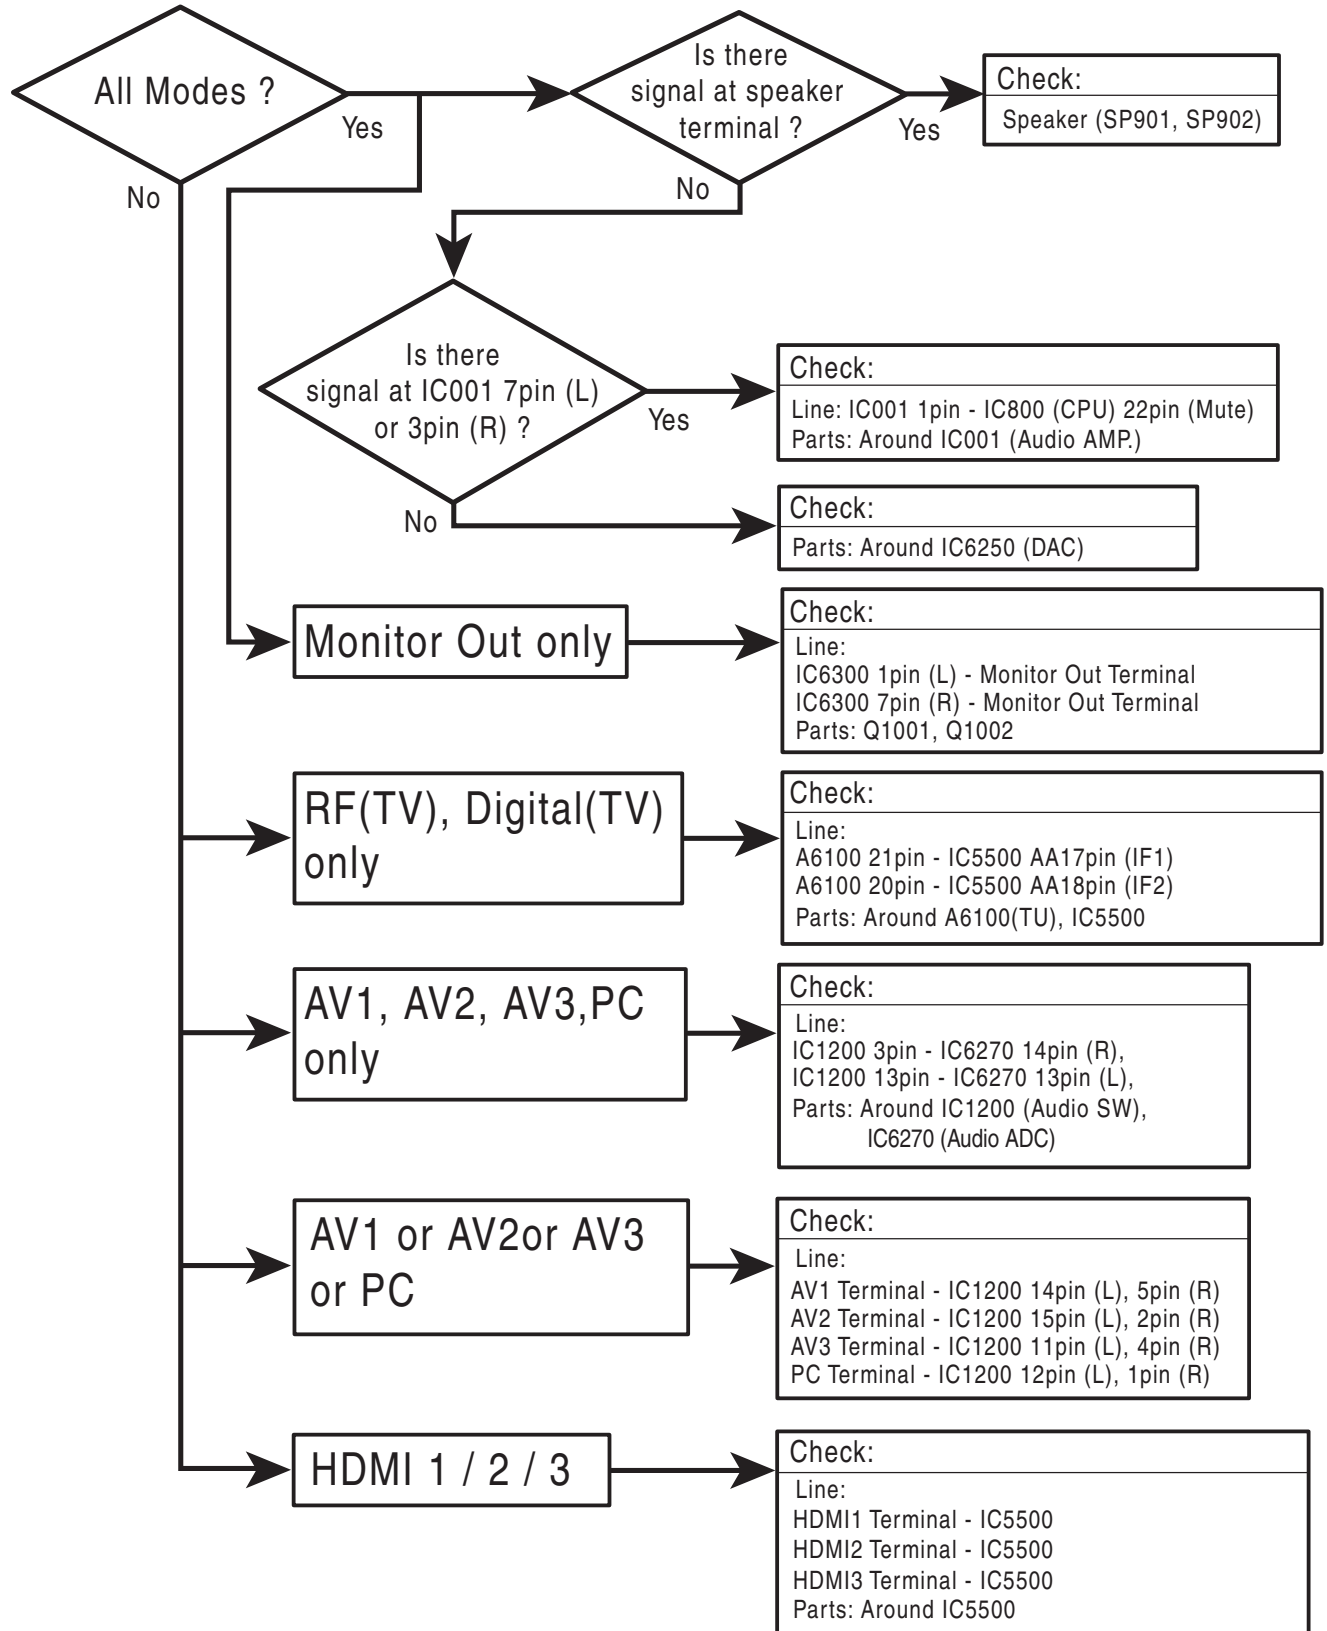 All Modes ?
Yes
No
Is there
signal at speaker
terminal ?
Yes
No
Check:
Speaker (SP901, SP902)
Is there
signal at IC001 7pin (L)
or 3pin (R) ?
Yes
No
Check:
Line: IC001 1pin - IC800 (CPU) 22pin (Mute)
Parts: Around IC001 (Audio AMP.)
Check:
Parts: Around IC6250 (DAC)
Monitor Out only
Check:
Line:
IC6300 1pin (L) - Monitor Out Terminal
IC6300 7pin (R) - Monitor Out Terminal
Parts: Q1001, Q1002
RF(TV), Digital(TV)
only
Check:
Line:
A6100 21pin - IC5500 AA17pin (IF1)
A6100 20pin - IC5500 AA18pin (IF2)
Parts: Around A6100(TU), IC5500
AV1, AV2, AV3,PC
only
Check:
Line:
IC1200 3pin - IC6270 14pin (R),
IC1200 13pin - IC6270 13pin (L),
Parts: Around IC1200 (Audio SW),
IC6270 (Audio ADC)
AV1 or AV2or AV3
or PC
Check:
Line:
AV1 Terminal - IC1200 14pin (L), 5pin (R)
AV2 Terminal - IC1200 15pin (L), 2pin (R)
AV3 Terminal - IC1200 11pin (L), 4pin (R)
PC Terminal - IC1200 12pin (L), 1pin (R)
HDMI 1 / 2 / 3
Check:
Line:
HDMI1 Terminal - IC5500
HDMI2 Terminal - IC5500
HDMI3 Terminal - IC5500
Parts: Around IC5500